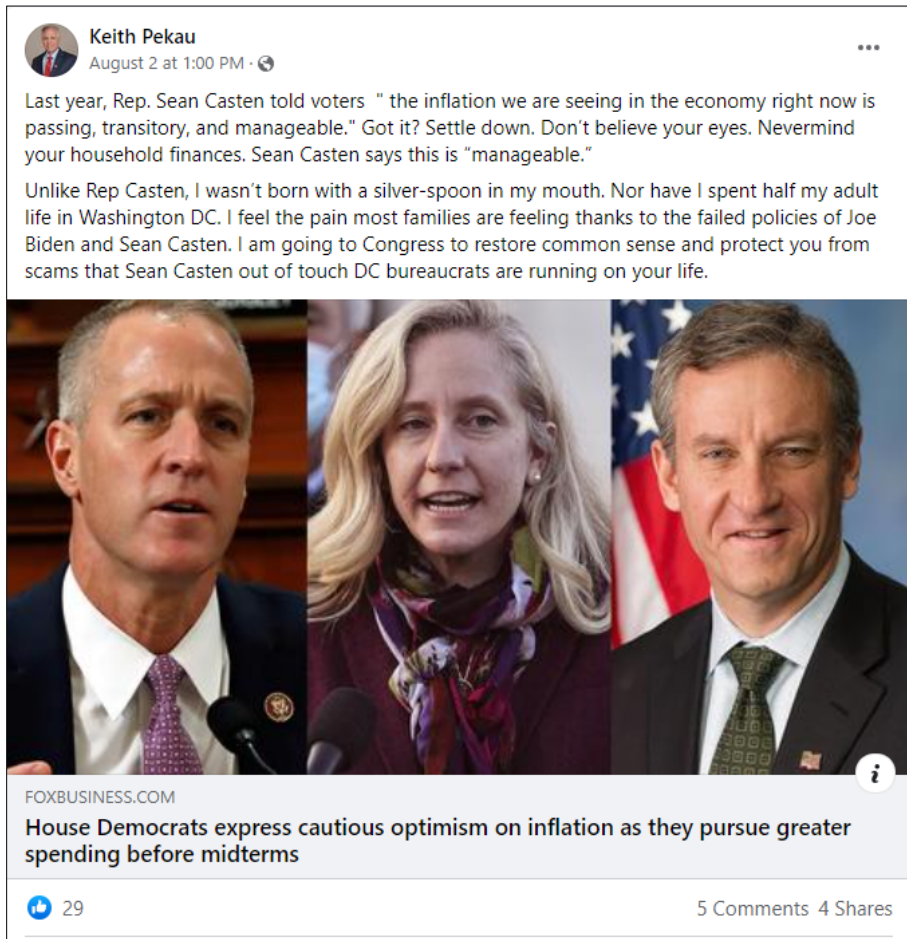 Keith Pekau
August 2 at 1:00 PM ·
Last year, Rep. Sean Casten told voters " the inflation we are seeing in the economy right now is
passing, transitory, and manageable." Got it? Settle down. Don't believe your eyes. Nevermind
your household finances. Sean Casten says this is “manageable.”
Unlike Rep Casten, I wasn't born with a silver-spoon in my mouth. Nor have I spent half my adult
life in Washington DC. I feel the pain most families are feeling thanks to the failed policies of Joe
Biden and Sean Casten. I am going to Congress to restore common sense and protect you from
scams that Sean Casten out of touch DC bureaucrats are running on your life.
FOXBUSINESS.COM
House Democrats express cautious optimism on inflation as they pursue greater
spending before midterms
29
5 Comments 4 Shares